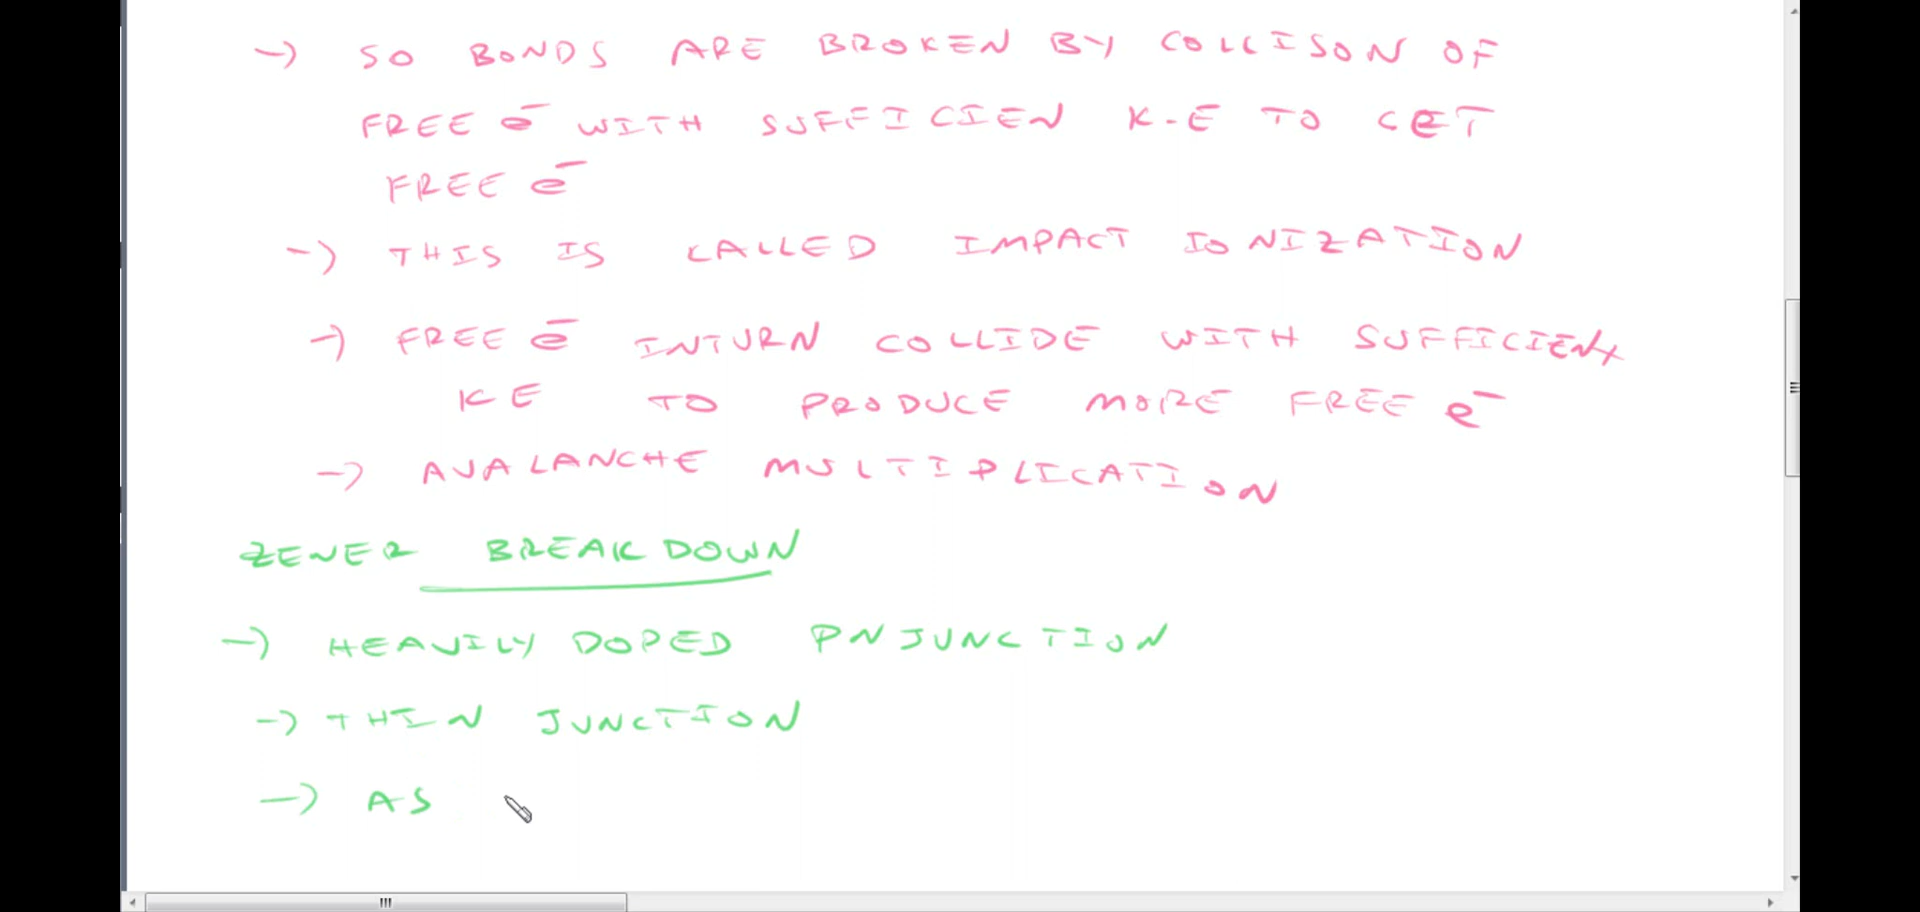 -> SO BONDS ARE BROKEN BY COLLISON OF
FREE e- WITH SUFFICIEN K.E TO GET
FREE e-
-> THIS IS CALLED IMPACT IONIZATION
-> FREE e- INTURN COLLIDE WITH SUFFICIENT
KE TO PRODUCE MORE FREE e-
-> AVALANCHE MULTIPLICATION
ZENER BREAKDOWN
-> HEAVILY DOPED PN JUNCTION
-> THIN JUNCTION
-> AS